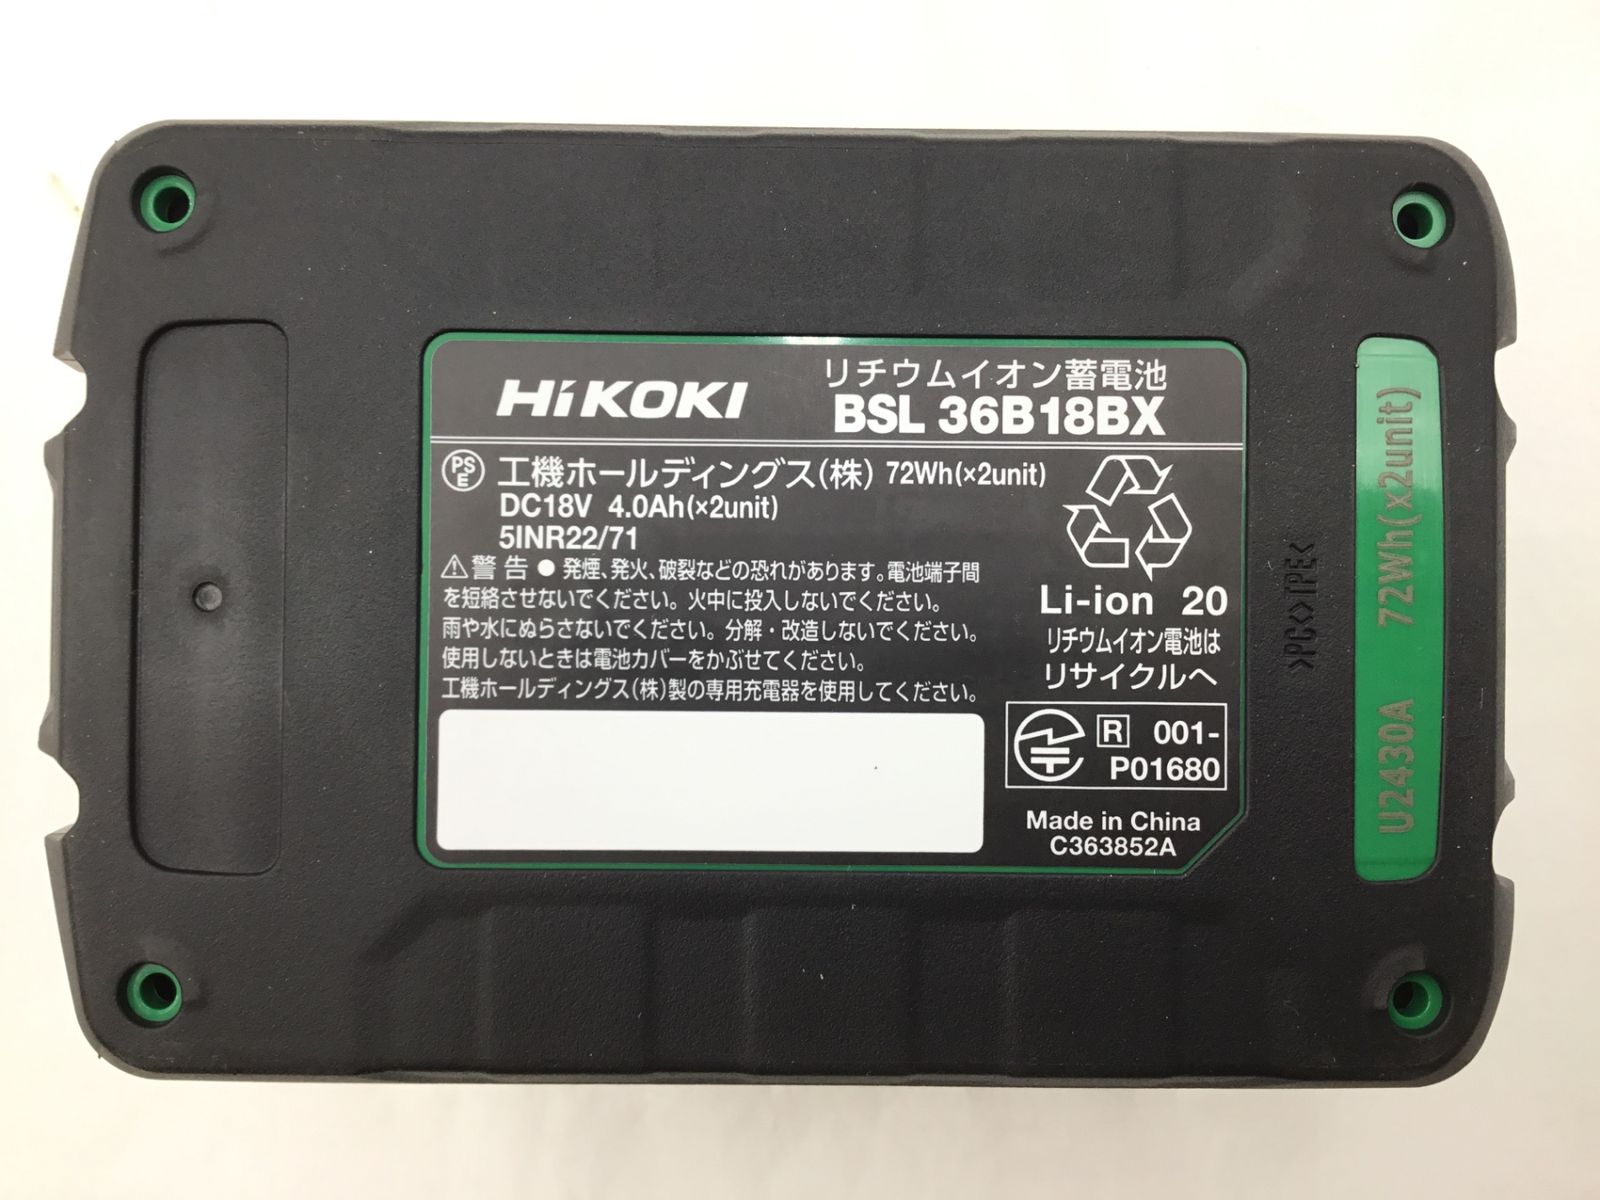 HiKOKI
リチウムイオン蓄電池
BSL 36B18BX
PSE 工機ホールディングス(株) 72Wh(×2unit)
DC18V 4.0Ah(×2unit)
5INR22/71
⚠警告 ● 発煙、発火、破裂などの恐れがあります。電池端子間
を短絡させないでください。火中に投入しないでください。
雨や水にぬらさないでください。分解・改造しないでください。
使用しないときは電池カバーをかぶせてください。
工機ホールディングス(株)製の専用充電器を使用してください。
Li-ion 20
リチウムイオン電池は
リサイクルへ
R 001-
P01680
Made in China
C363852A
>PC<>TPE<
U2430A 72Wh(x2unit)